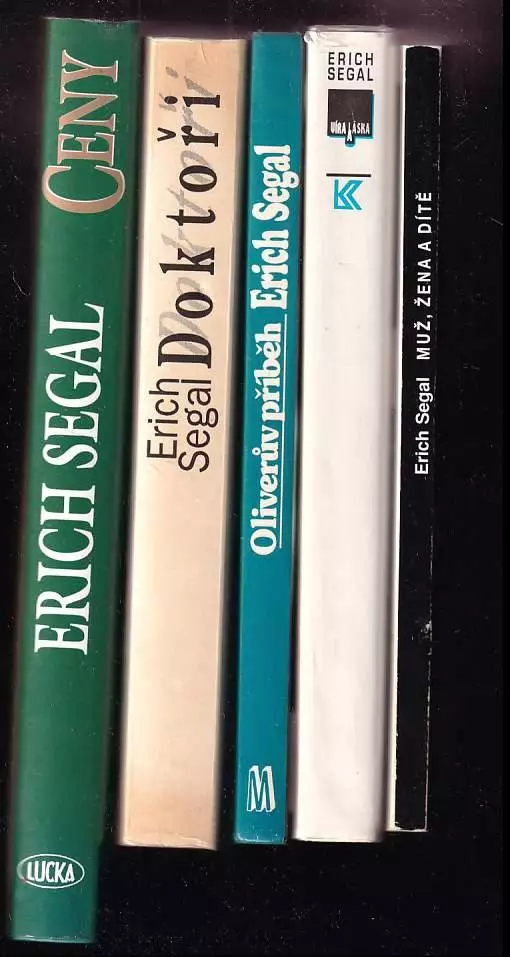 ERICH SEGAL CENY
LUCKA
Erich
Segal
Doktoři
Doktoři
Oliverův příběh Erich Segal
M
ERICH
SEGAL
VÍRA A LÁSKA
K
Erich Segal MUŽ, ŽENA A DÍTĚ